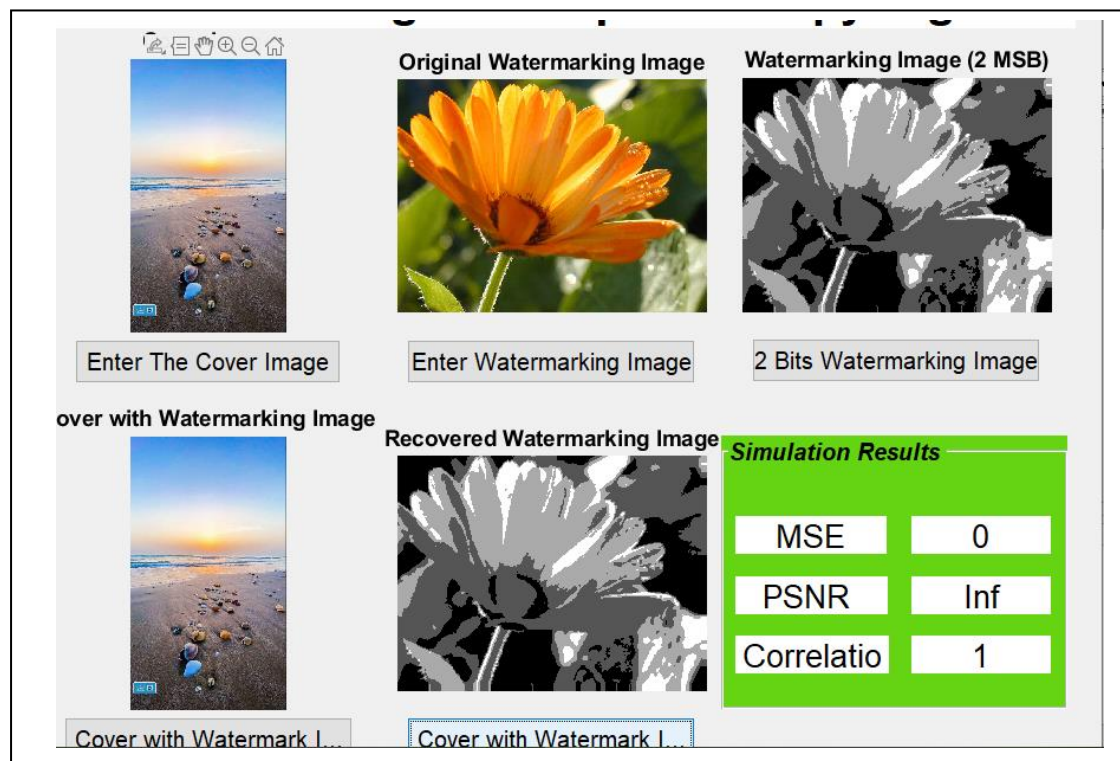 Original Watermarking Image
Watermarking Image (2 MSB)
Enter The Cover Image
Enter Watermarking Image
2 Bits Watermarking Image
over with Watermarking Image
Recovered Watermarking Image
Simulation Results
MSE 0
PSNR Inf
Correlatio 1
Cover with Watermark I...
Cover with Watermark I...